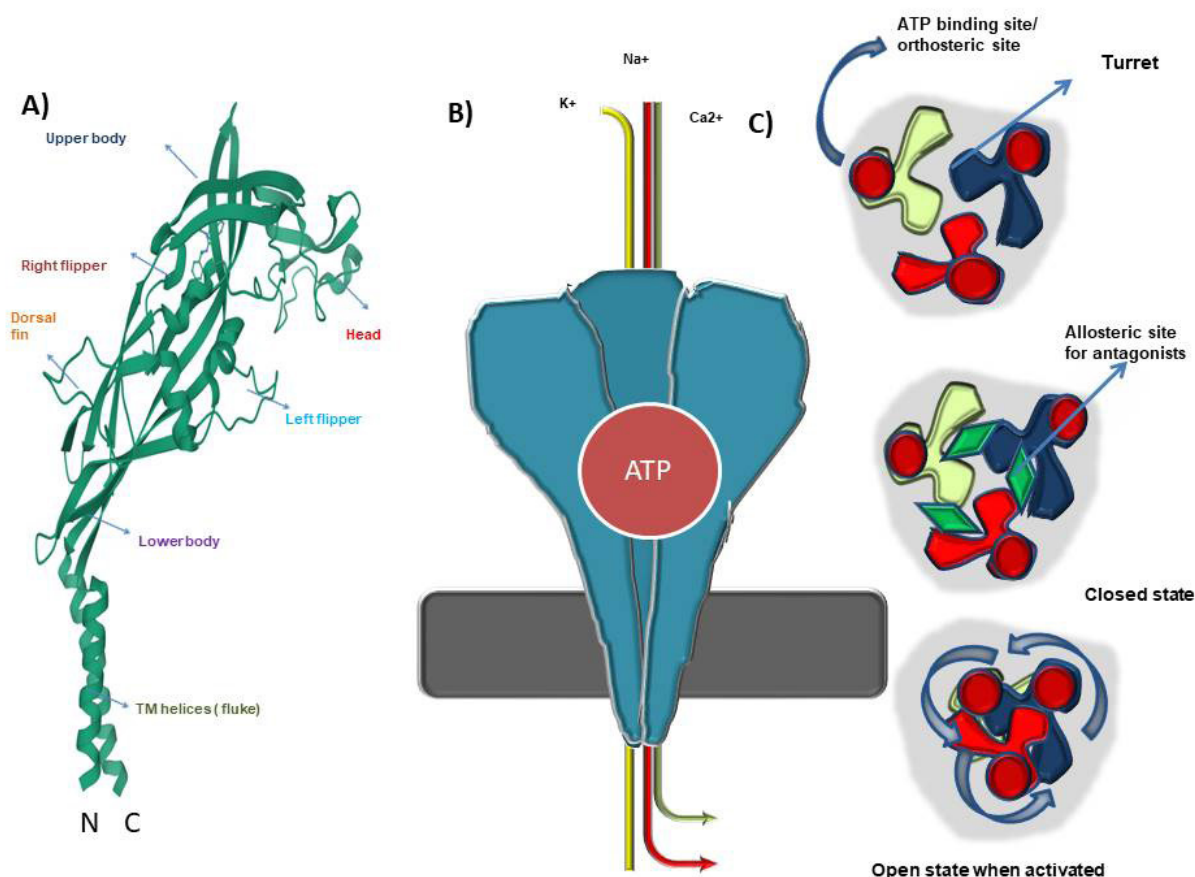 A)
Upper body
Right flipper
Dorsal
fin
Head
Left flipper
Lower body
TM helices ( fluke)
N C
B)
Na+
K+
Ca2+
ATP
C)
ATP binding site/
orthosteric site
Turret
Allosteric site
for antagonists
Closed state
Open state when activated